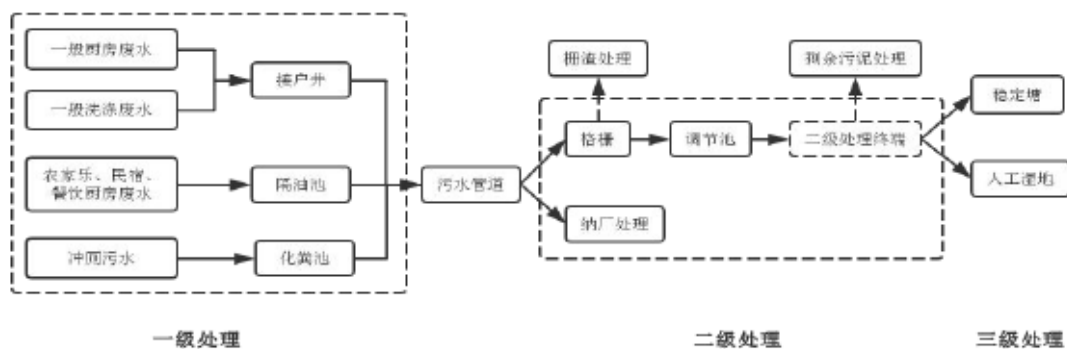 一般厨房废水
一般洗涤废水
接户井
农家乐、民宿、
餐饮厨房废水
隔油池
冲厕污水
化粪池
污水管道
栅渣处理
剩余污泥处理
格栅
调节池
二级处理终端
纳厂处理
稳定塘
人工湿地
一级处理
二级处理
三级处理